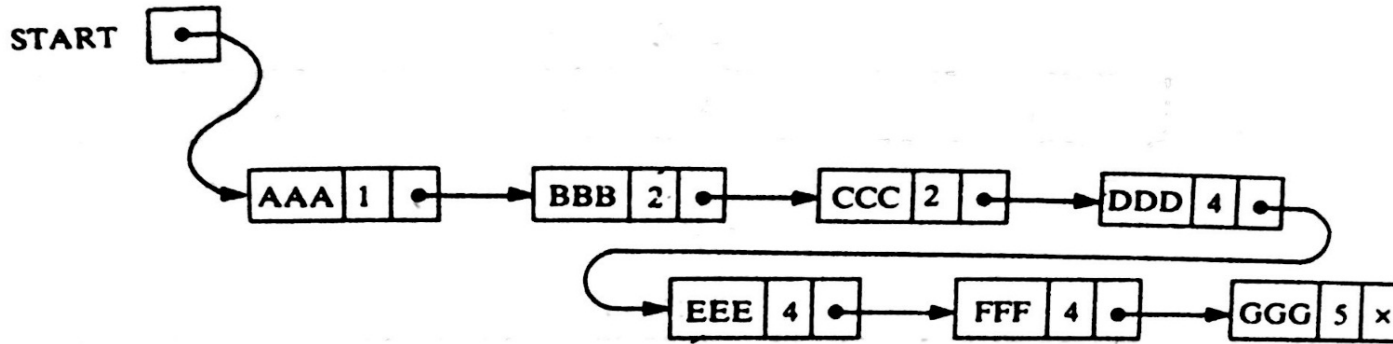 START
AAA 1 BBB 2 CCC 2 DDD 4
EEE 4 FFF 4 GGG 5 ×